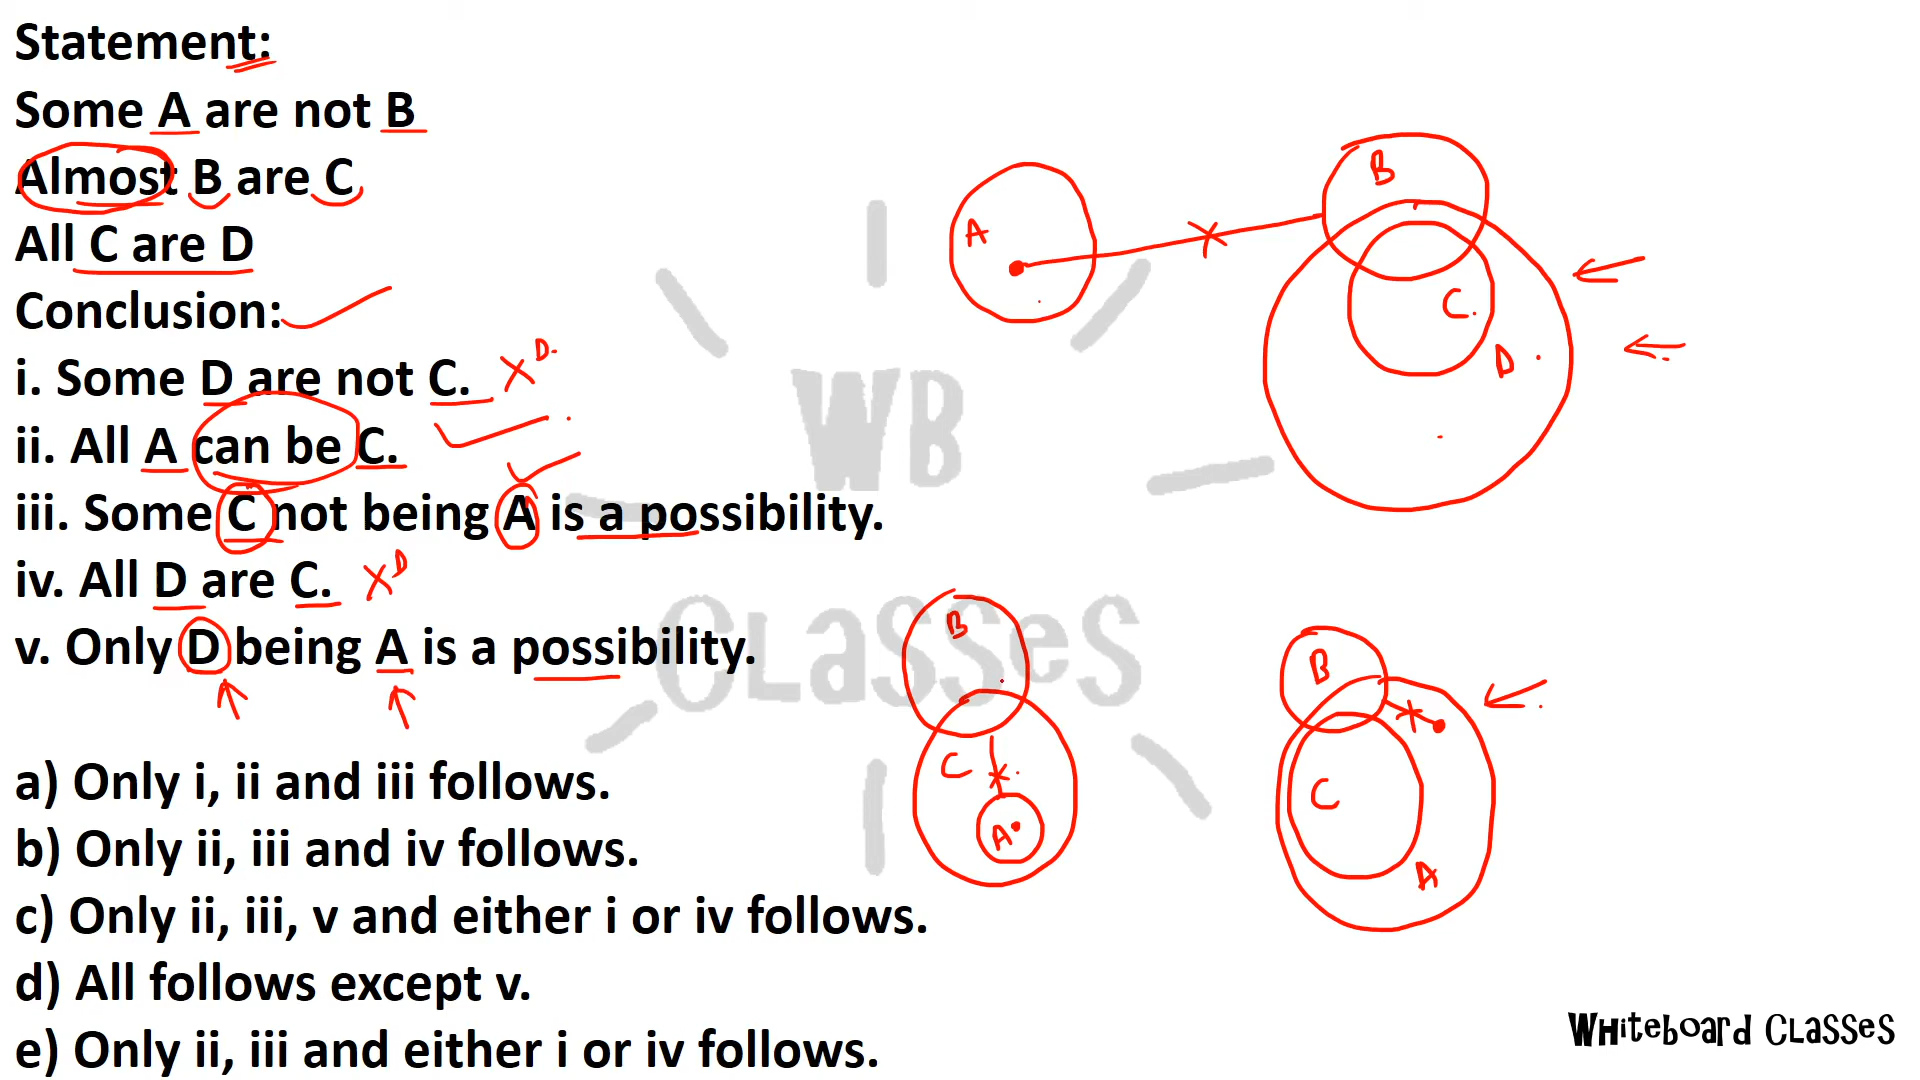 Statement:
Some A are not B
Almost B are C
All C are D
Conclusion:
i. Some D are not C. D
ii. All A can be C.
iii. Some C not being A is a possibility.
iv. All D are C. D
v. Only D being A is a possibility.
a) Only i, ii and iii follows.
b) Only ii, iii and iv follows.
c) Only ii, iii, v and either i or iv follows.
d) All follows except v.
e) Only ii, iii and either i or iv follows.
A
B
C
D
B
C
A
B
C
A
WB
CLaSSeS
WHiteboard CLaSSeS